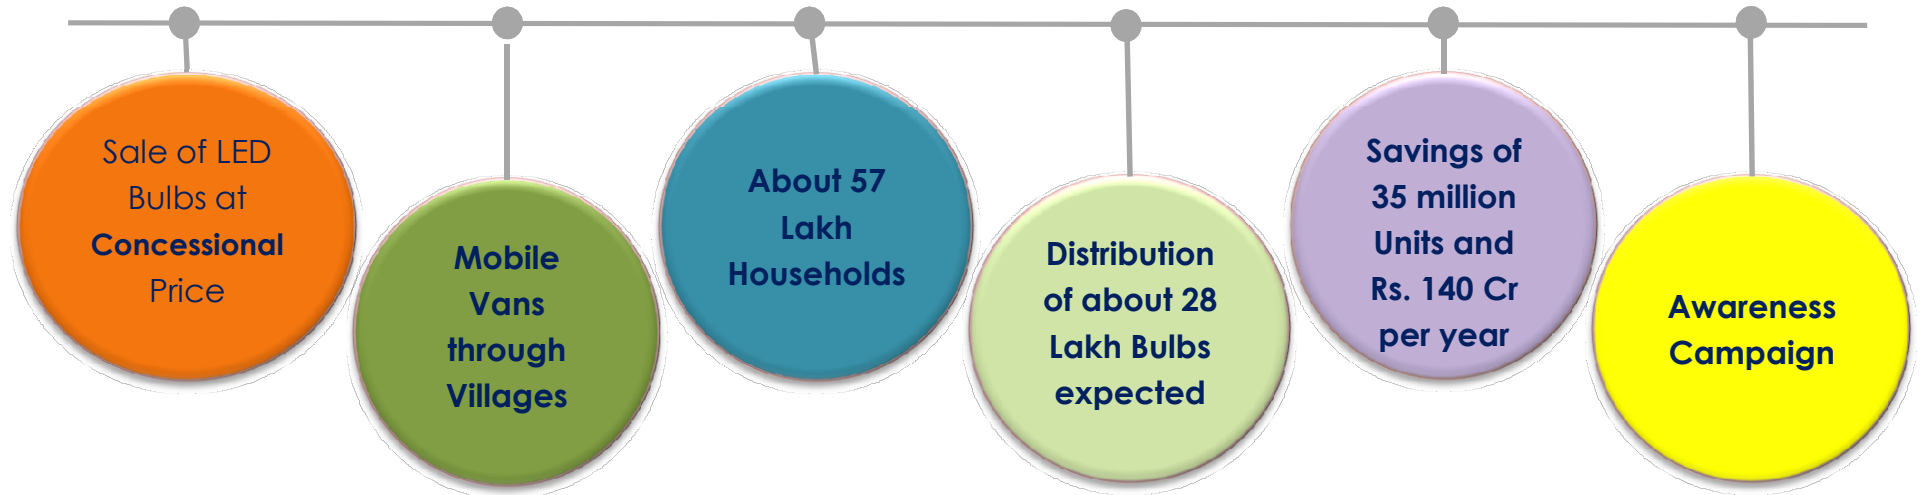 Sale of LED
Bulbs at
Concessional
Price
Mobile
Vans
through
Villages
About 57
Lakh
Households
Distribution
of about 28
Lakh Bulbs
expected
Savings of
35 million
Units and
Rs. 140 Cr
per year
Awareness
Campaign